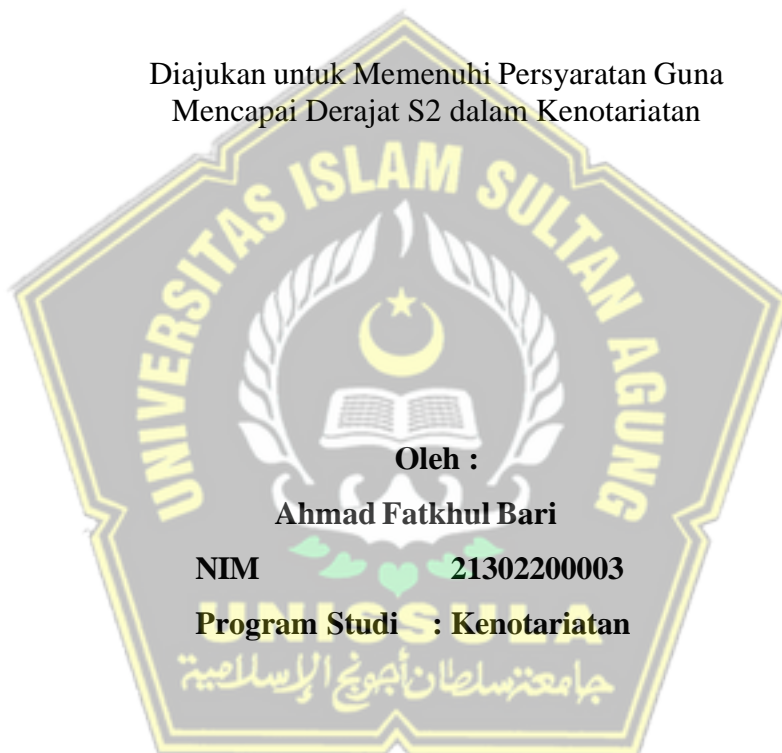 Diajukan untuk Memenuhi Persyaratan Guna
Mencapai Derajat S2 dalam Kenotariatan
UNIVERSITAS ISLAM SULTAN AGUNG
Oleh :
Ahmad Fatkhul Bari
NIM 21302200003
Program Studi : Kenotariatan
UNISSULA
جامعة سلطان أجونج الإسلامية